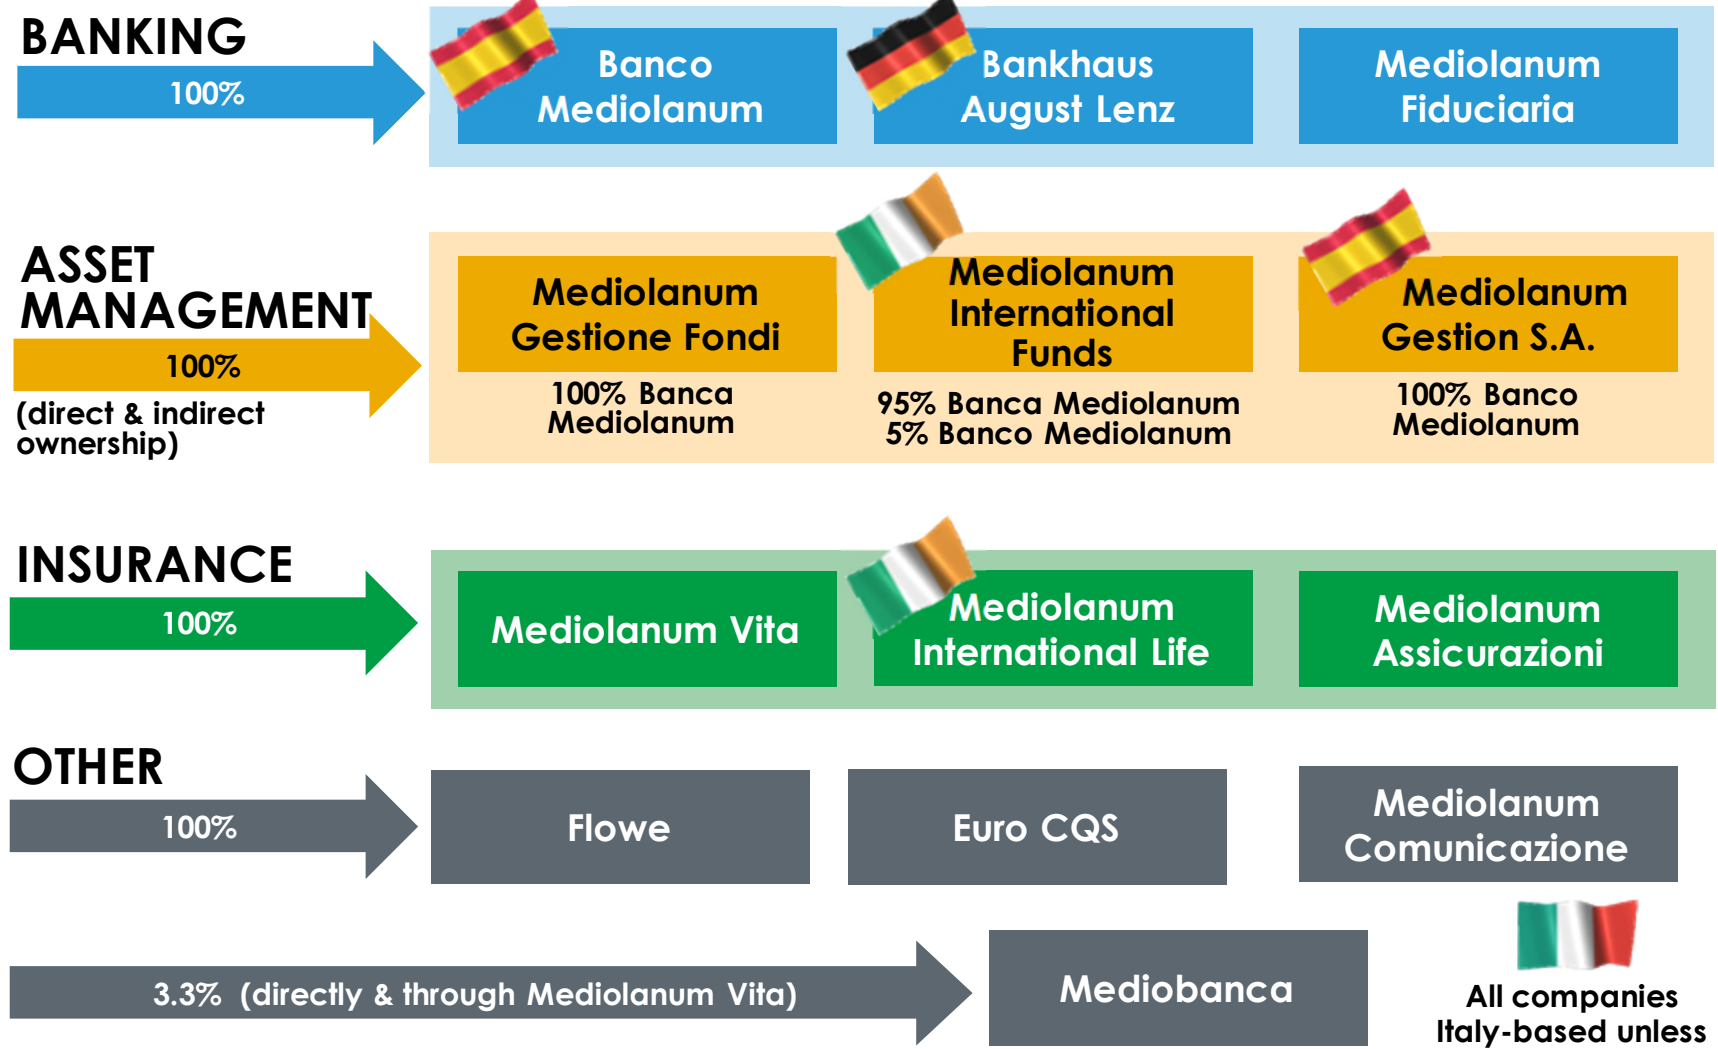 BANKING
100%
Banco
Mediolanum
Bankhaus
August Lenz
Mediolanum
Fiduciaria
ASSET
MANAGEMENT
100%
(direct & indirect
ownership)
Mediolanum
Gestione Fondi
100% Banca
Mediolanum
Mediolanum
International
Funds
95% Banca Mediolanum
5% Banco Mediolanum
Mediolanum
Gestion S.A.
100% Banco
Mediolanum
INSURANCE
100%
Mediolanum Vita
Mediolanum
International Life
Mediolanum
Assicurazioni
OTHER
100%
Flowe
Euro CQS
Mediolanum
Comunicazione
3.3% (directly & through Mediolanum Vita)
Mediobanca
All companies
Italy-based unless